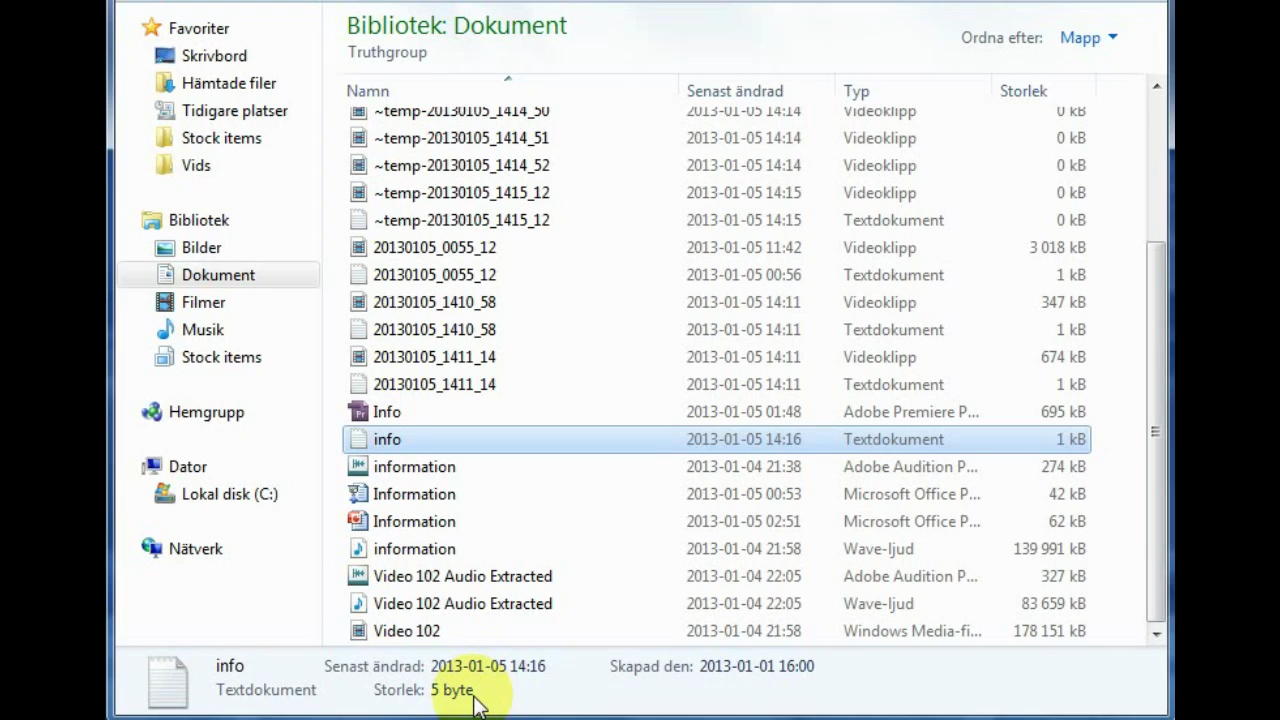 Favoriter
Skrivbord
Hämtade filer
Tidigare platser
Stock items
Vids
Bibliotek
Bilder
Dokument
Filmer
Musik
Stock items
Hemgrupp
Dator
Lokal disk (C:)
Nätverk
Bibliotek: Dokument
Truthgroup
Ordna efter: Mapp
Namn Senast ändrad Typ Storlek
~temp-20130105_1414_50 2013-01-05 14:14 Videoklipp 0 kB
~temp-20130105_1414_51 2013-01-05 14:14 Videoklipp 0 kB
~temp-20130105_1414_52 2013-01-05 14:14 Videoklipp 0 kB
~temp-20130105_1415_12 2013-01-05 14:15 Videoklipp 0 kB
~temp-20130105_1415_12 2013-01-05 14:15 Textdokument 0 kB
20130105_0055_12 2013-01-05 11:42 Videoklipp 3 018 kB
20130105_0055_12 2013-01-05 00:56 Textdokument 1 kB
20130105_1410_58 2013-01-05 14:11 Videoklipp 347 kB
20130105_1410_58 2013-01-05 14:11 Textdokument 1 kB
20130105_1411_14 2013-01-05 14:11 Videoklipp 674 kB
20130105_1411_14 2013-01-05 14:11 Textdokument 1 kB
Info 2013-01-05 01:48 Adobe Premiere P... 695 kB
info 2013-01-05 14:16 Textdokument 1 kB
information 2013-01-04 21:38 Adobe Audition P... 274 kB
Information 2013-01-05 00:53 Microsoft Office P... 42 kB
Information 2013-01-05 02:51 Microsoft Office P... 62 kB
information 2013-01-04 21:58 Wave-ljud 139 991 kB
Video 102 Audio Extracted 2013-01-04 22:05 Adobe Audition P... 327 kB
Video 102 Audio Extracted 2013-01-04 22:05 Wave-ljud 83 659 kB
Video 102 2013-01-04 21:58 Windows Media-fi... 178 151 kB
info Senast ändrad: 2013-01-05 14:16 Skapad den: 2013-01-01 16:00
Textdokument Storlek: 5 byte